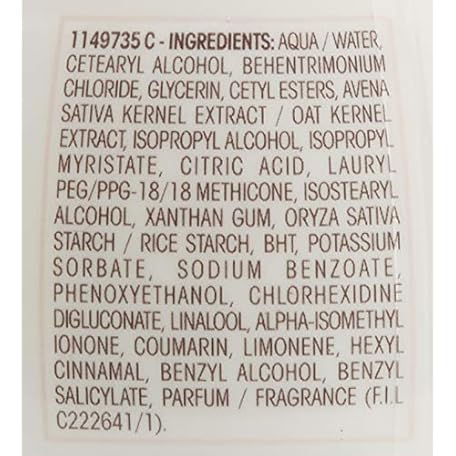 1149735 C - INGREDIENTS: AQUA / WATER,
CETEARYL ALCOHOL, BEHENTRIMONIUM
CHLORIDE, GLYCERIN, CETYL ESTERS, AVENA
SATIVA KERNEL EXTRACT / OAT KERNEL
EXTRACT, ISOPROPYL ALCOHOL, ISOPROPYL
MYRISTATE, CITRIC ACID, LAURYL
PEG/PPG-18/18 METHICONE, ISOSTEARYL
ALCOHOL, XANTHAN GUM, ORYZA SATIVA
STARCH / RICE STARCH, BHT, POTASSIUM
SORBATE, SODIUM BENZOATE,
PHENOXYETHANOL, CHLORHEXIDINE
DIGLUCONATE, LINALOOL, ALPHA-ISOMETHYL
IONONE, COUMARIN, LIMONENE, HEXYL
CINNAMAL, BENZYL ALCOHOL, BENZYL
SALICYLATE, PARFUM / FRAGRANCE (F.I.L
C222641/1).